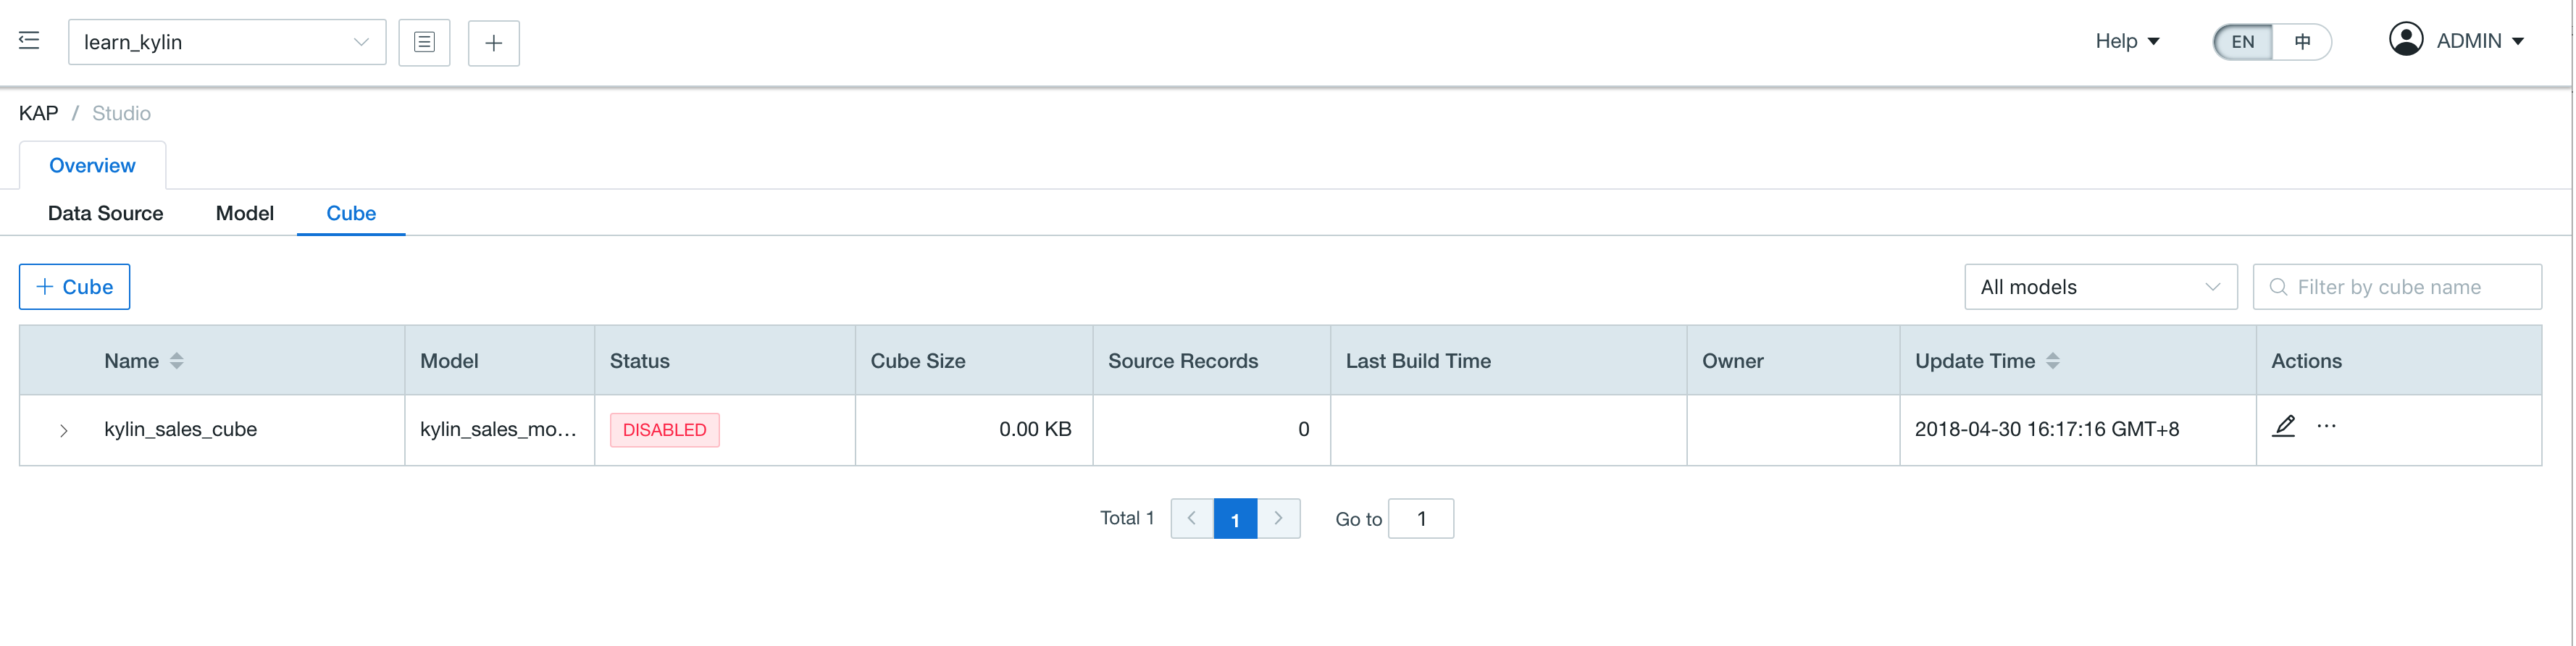 learn_kylin
Help
EN 中
ADMIN
KAP / Studio
Overview
Data Source Model Cube
+ Cube
All models
Filter by cube name
Name Model Status Cube Size Source Records Last Build Time Owner Update Time Actions
kylin_sales_cube kylin_sales_mo... DISABLED 0.00 KB 0 2018-04-30 16:17:16 GMT+8 ...
Total 1 < 1 > Go to 1